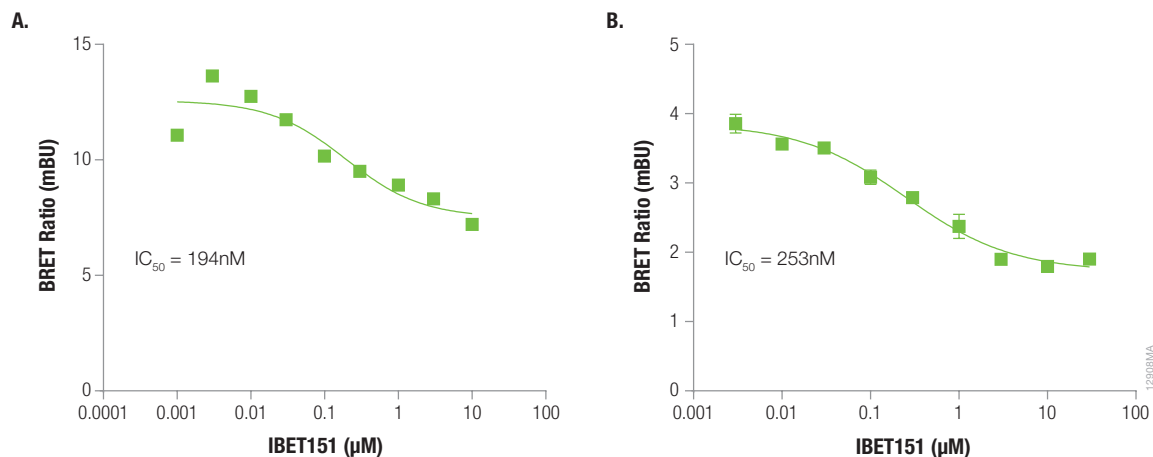 A.
15
10
5
0
BRET Ratio (mBU)
IC50 = 194nM
0.0001 0.001 0.01 0.1 1 10 100
IBET151 (µM)
B.
5
4
3
2
1
0
BRET Ratio (mBU)
IC50 = 253nM
0.001 0.01 0.1 1 10 100
IBET151 (µM)
12908MA